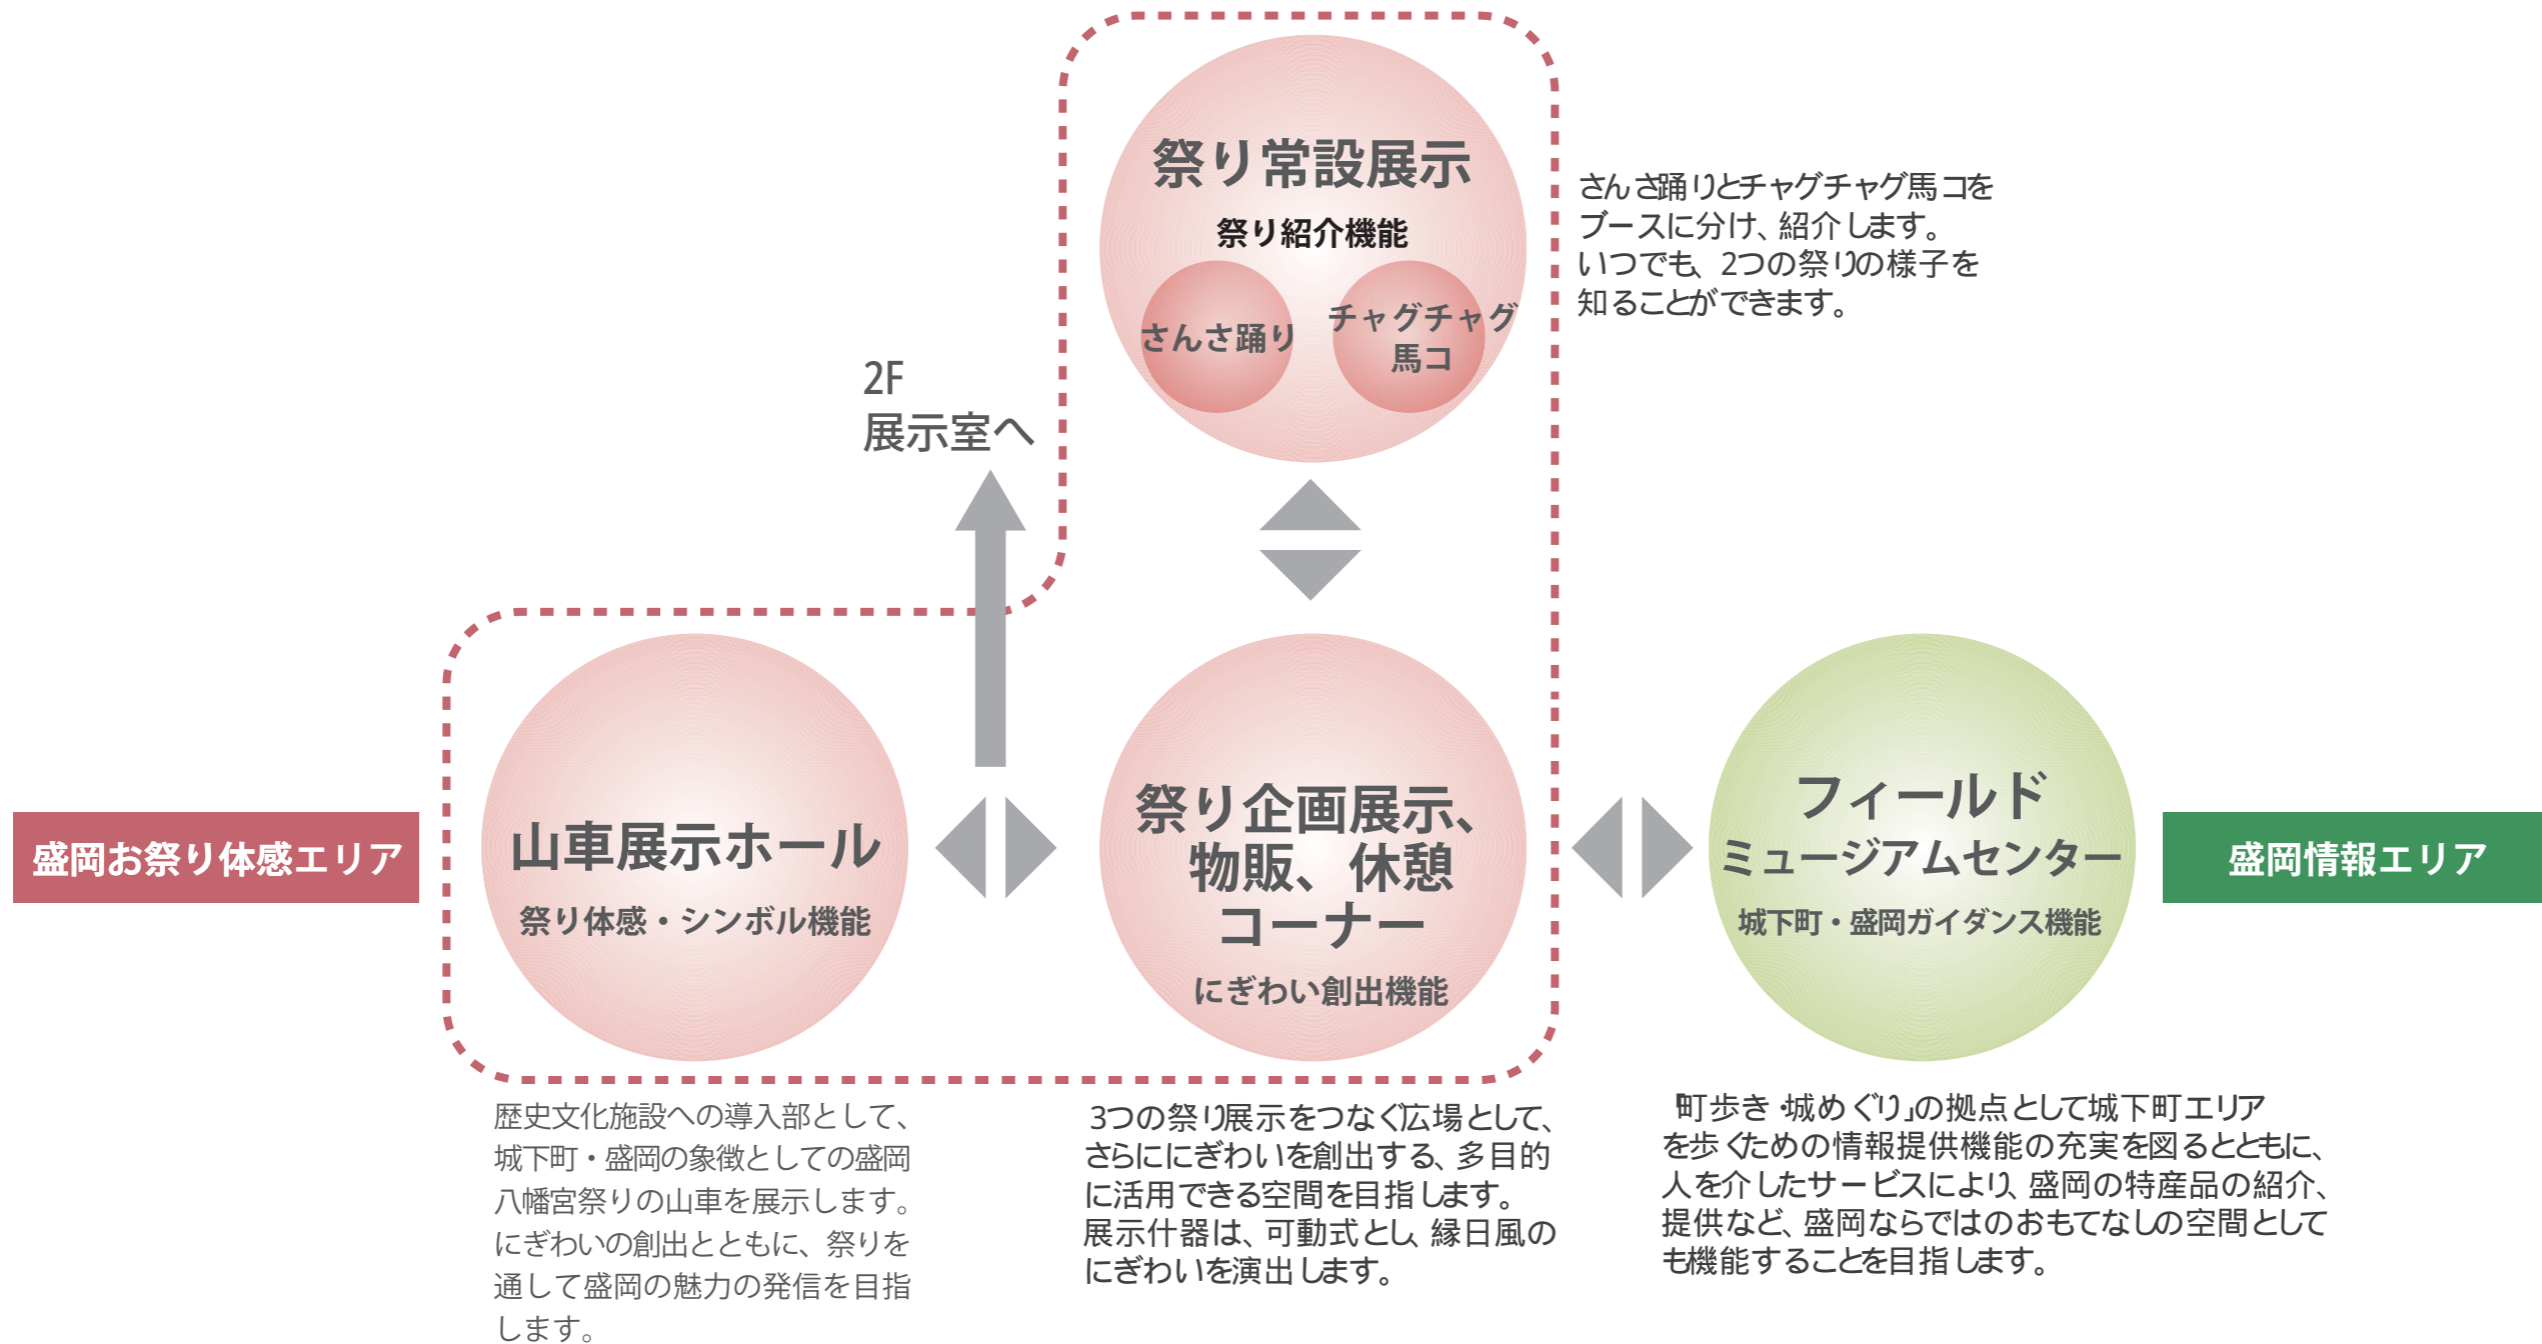 祭り常設展示
祭り紹介機能
さんさ踊り
チャグチャグ
馬コ
さんさ踊りとチャグチャグ馬コを
ブースに分け、紹介します。
いつでも、2つの祭りの様子を
知ることができます。
2F
展示室へ
盛岡お祭り体感エリア
山車展示ホール
祭り体感・シンボル機能
祭り企画展示、
物販、休憩
コーナー
にぎわい創出機能
フィールド
ミュージアムセンター
城下町・盛岡ガイダンス機能
盛岡情報エリア
歴史文化施設への導入部として、
城下町・盛岡の象徴としての盛岡
八幡宮祭りの山車を展示します。
にぎわいの創出とともに、祭りを
通して盛岡の魅力の発信を目指
します。
3つの祭り展示をつなぐ広場として、
さらににぎわいを創出する、多目的
に活用できる空間を目指します。
展示什器は、可動式とし、縁日風の
にぎわいを演出します。
「町歩き・城めぐり」の拠点として城下町エリア
を歩くための情報提供機能の充実を図るとともに、
人を介したサービスにより、盛岡の特産品の紹介、
提供など、盛岡ならではのおもてなしの空間として
も機能することを目指します。